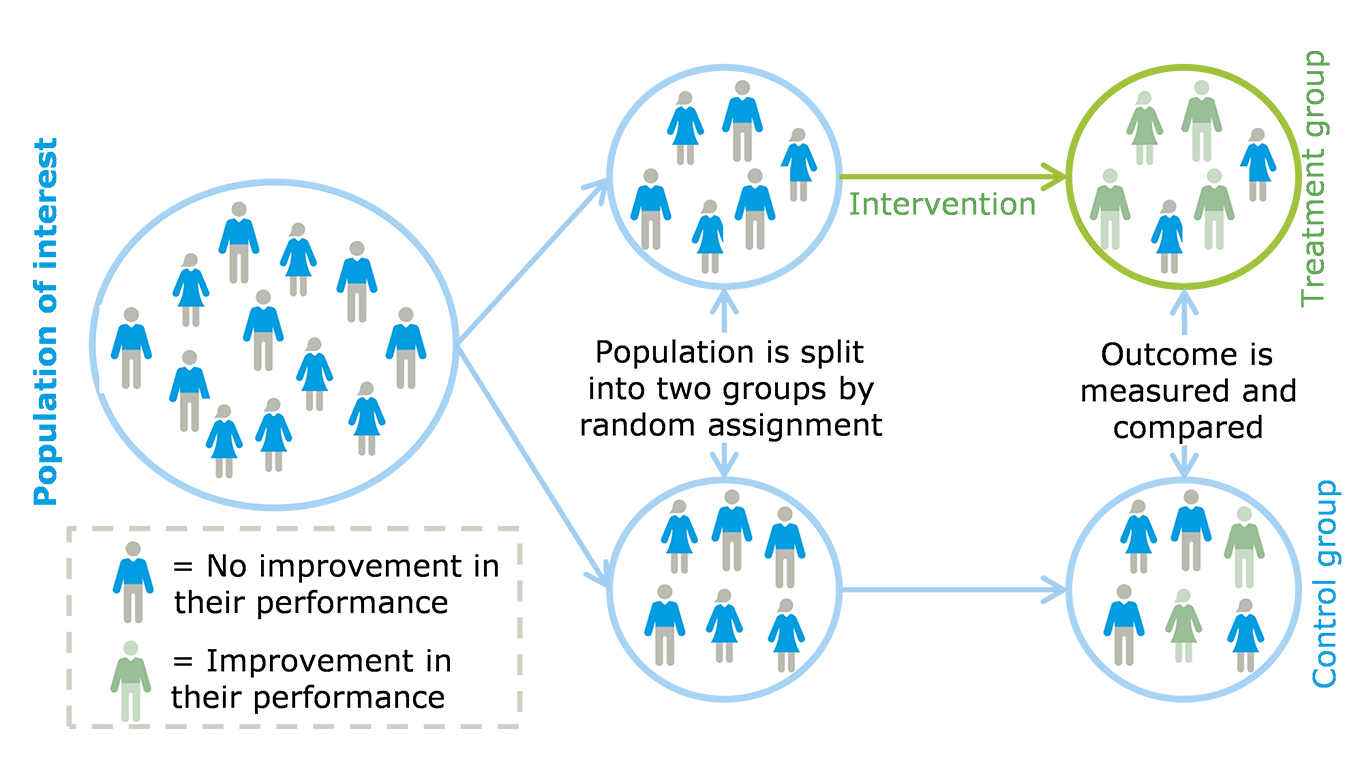 Population of interest
= No improvement in
their performance
= Improvement in
their performance
Population is split
into two groups by
random assignment
Intervention
Treatment group
Outcome is
measured and
compared
Control group